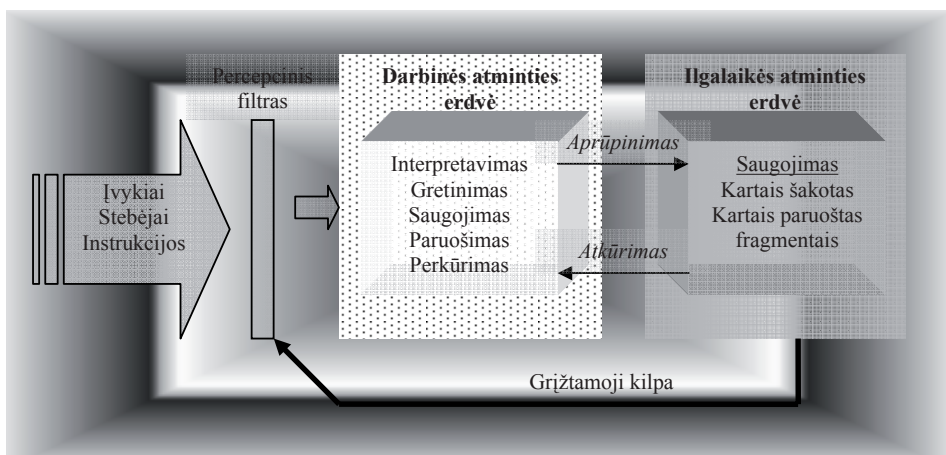 Percepcinis
filtras
Darbinės atminties
erdvė
Ilgalaikės atminties
erdvė
Įvykiai
Stebėjai
Instrukcijos
Interpretavimas
Gretinimas
Saugojimas
Paruošimas
Perkūrimas
Aprūpinimas
Atkūrimas
Saugojimas
Kartais šakotas
Kartais paruoštas
fragmentais
Grįžtamoji kilpa